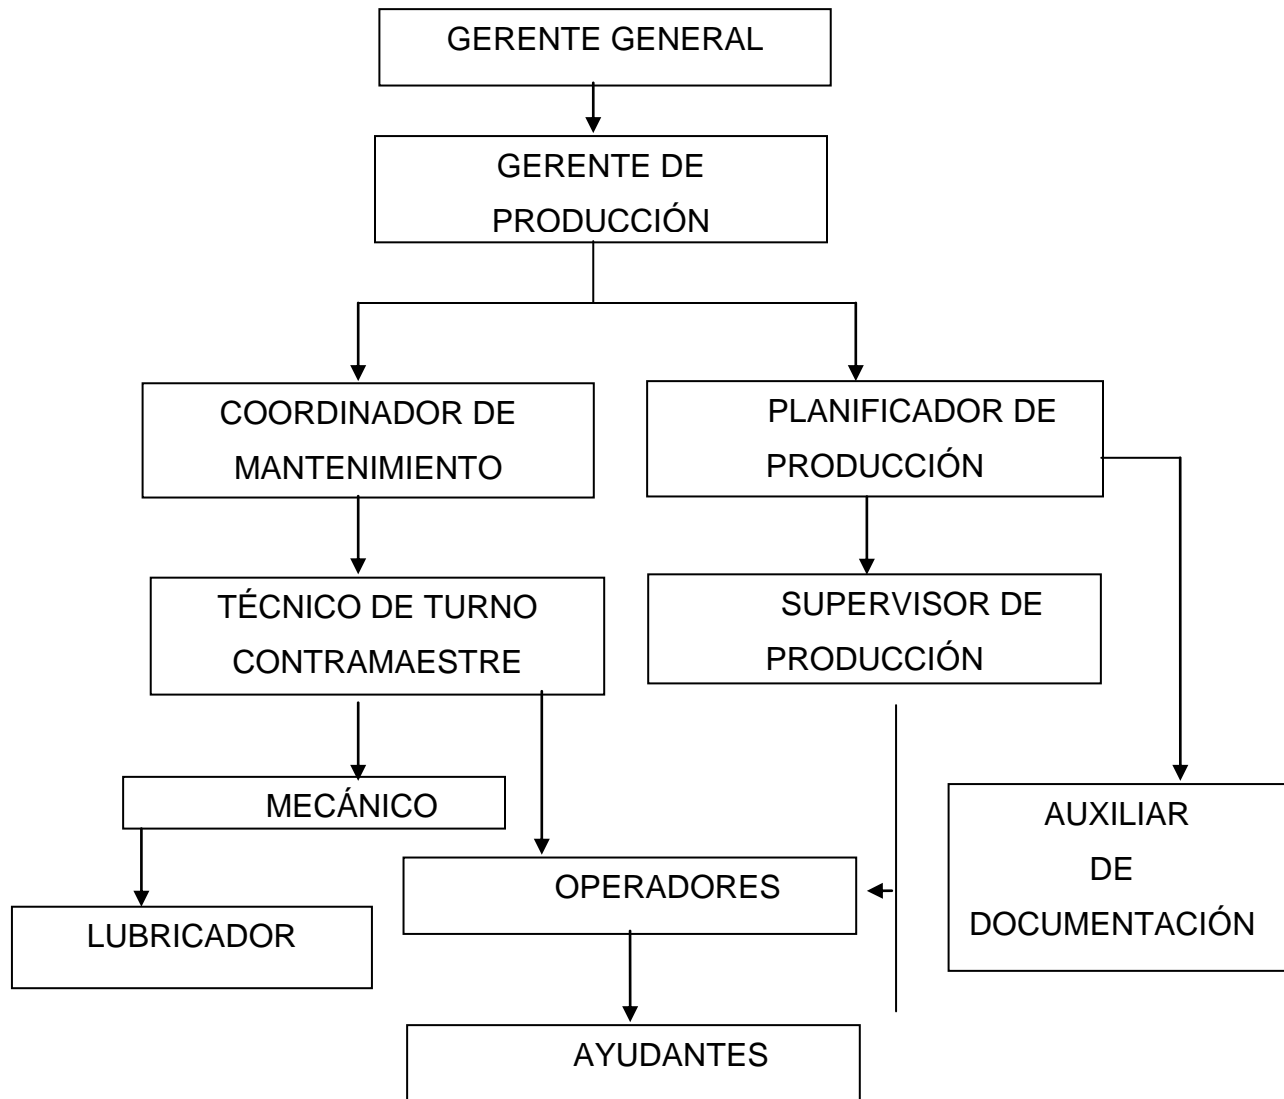 GERENTE GENERAL
GERENTE DE
PRODUCCIÓN
COORDINADOR DE
MANTENIMIENTO
PLANIFICADOR DE
PRODUCCIÓN
TÉCNICO DE TURNO
CONTRAMAESTRE
SUPERVISOR DE
PRODUCCIÓN
MECÁNICO
AUXILIAR
DE
DOCUMENTACIÓN
OPERADORES
LUBRICADOR
AYUDANTES